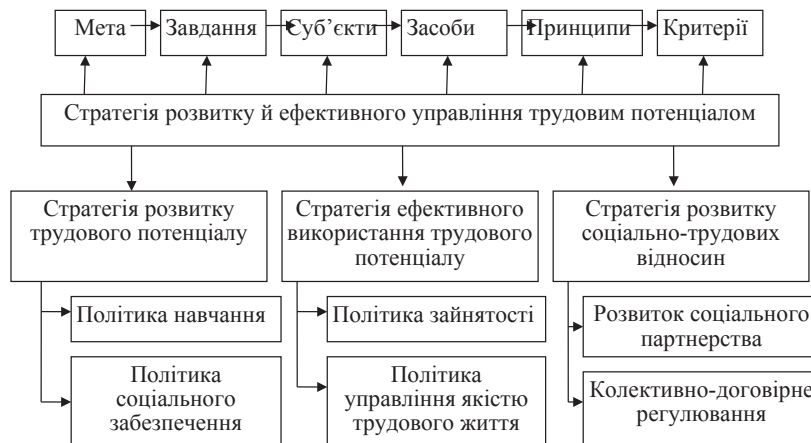 Мета
Завдання
Суб’єкти
Засоби
Принципи
Критерії
Стратегія розвитку й ефективного управління трудовим потенціалом
Стратегія розвитку
трудового потенціалу
Стратегія ефективного
використання трудового
потенціалу
Стратегія розвитку
соціально-трудових
відносин
Політика навчання
Політика
соціального
забезпечення
Політика зайнятості
Політика
управління якістю
трудового життя
Розвиток соціального
партнерства
Колективно-договірне
регулювання